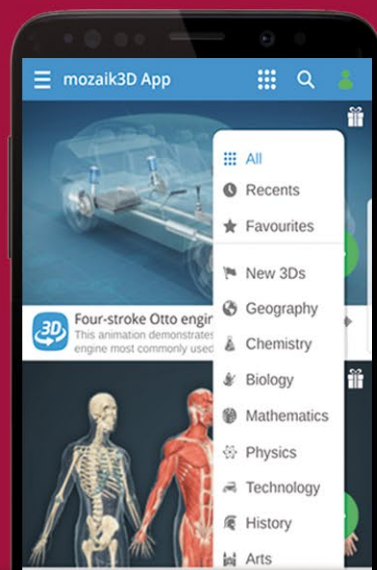 mozaik3D App
All
Recents
Favourites
New 3Ds
Geography
Chemistry
Biology
Mathematics
Physics
Technology
History
Arts
3D
Four-stroke Otto engin
This animation demonstrates
engine most commonly used